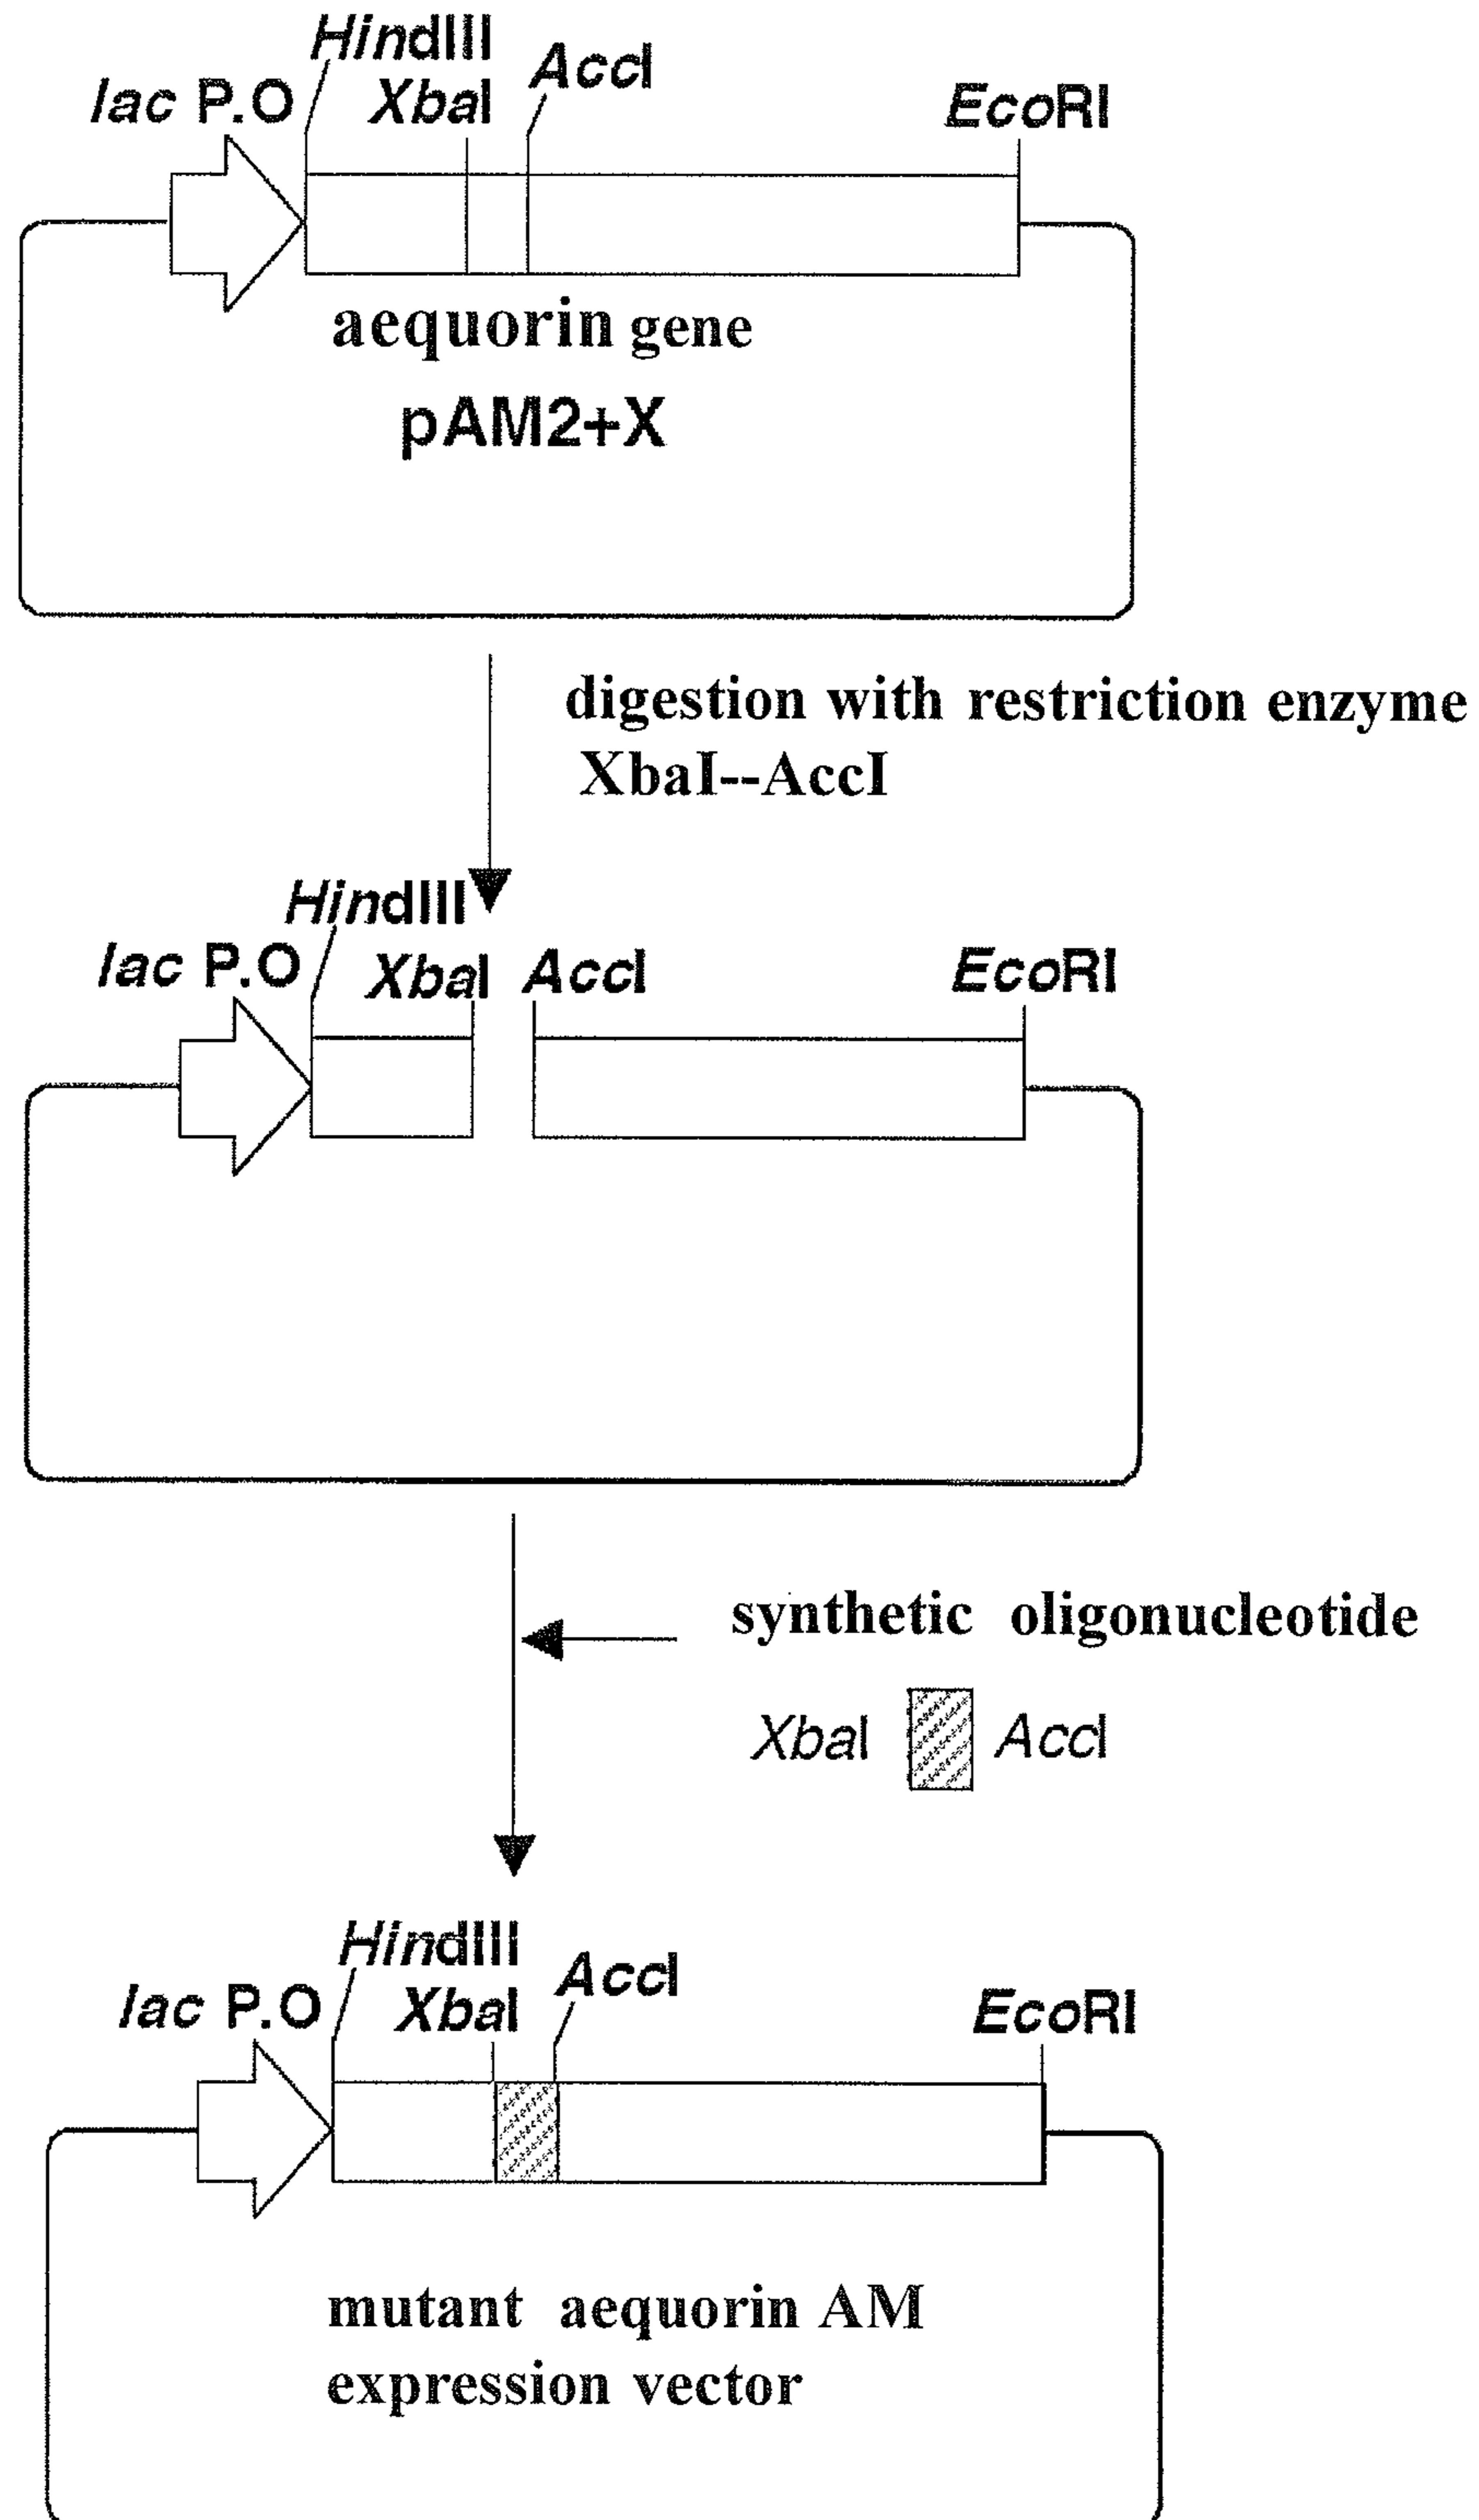 HindIII
lac P.O XbaI AccI EcoRI
aequorin gene
pAM2+X
digestion with restriction enzyme
XbaI--AccI
HindIII
lac P.O XbaI AccI EcoRI
synthetic oligonucleotide
XbaI AccI
HindIII
lac P.O XbaI AccI EcoRI
mutant aequorin AM
expression vector